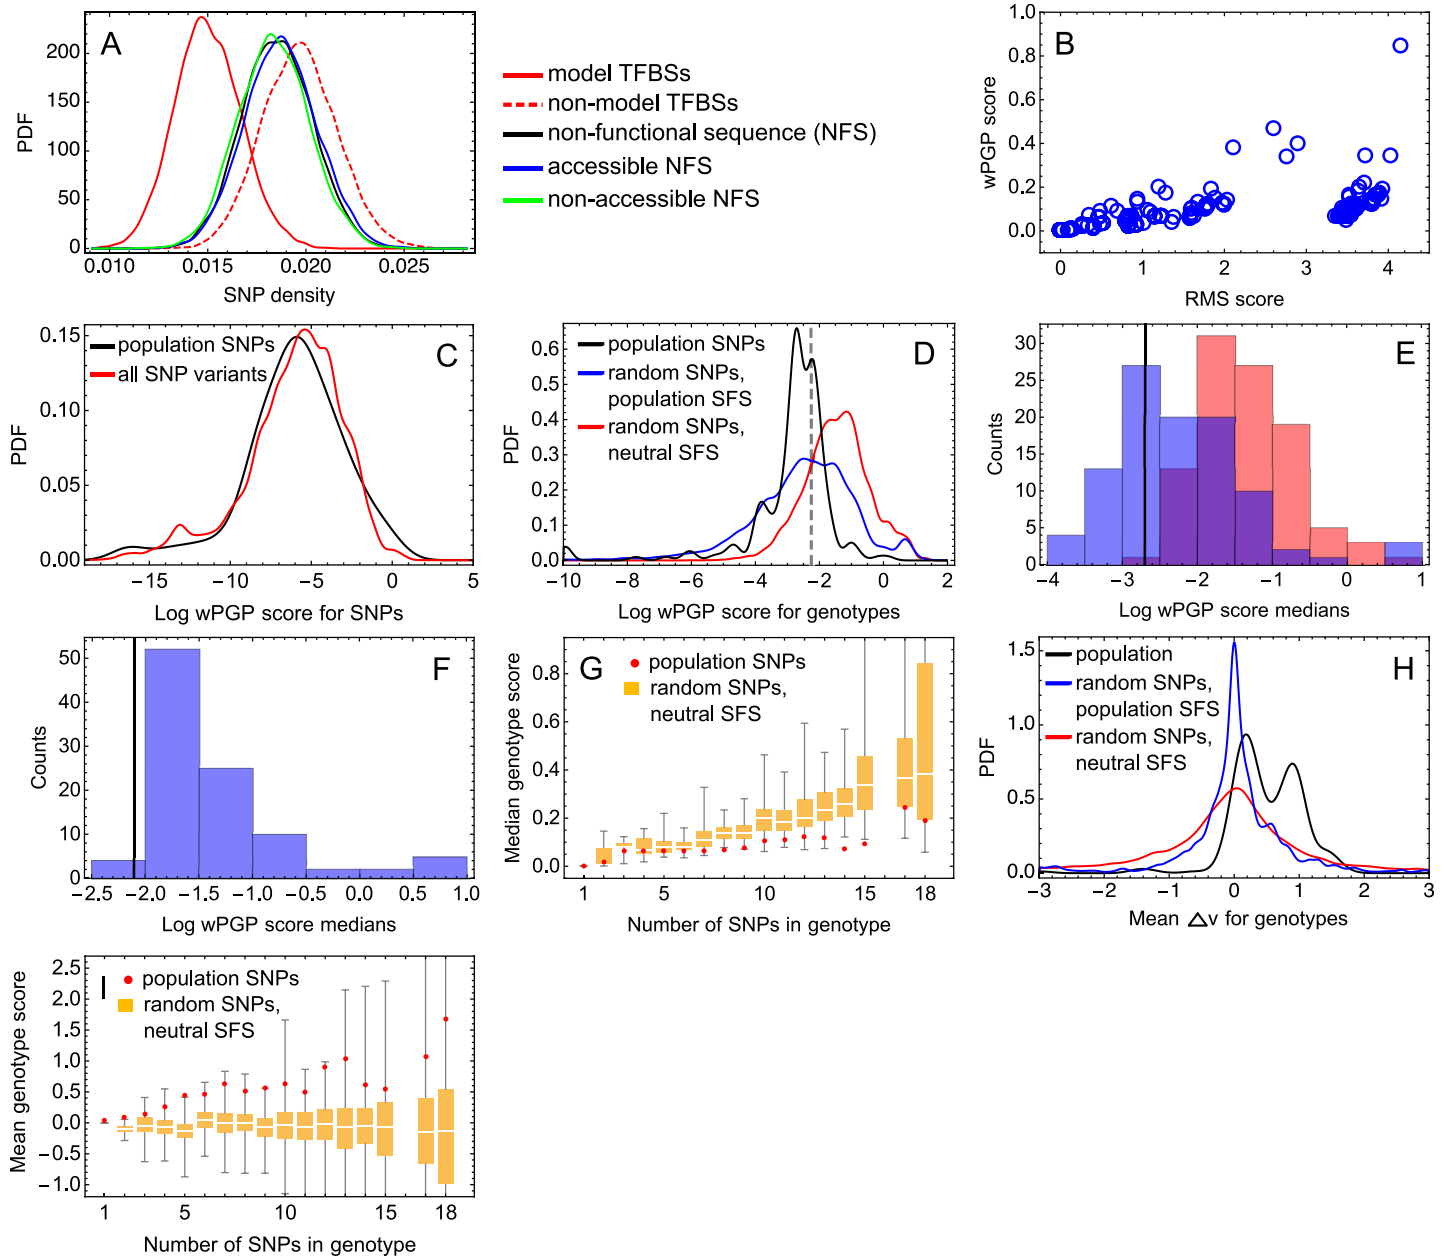 A
PDF
200
150
100
50
0
0.010
0.015
0.020
0.025
SNP density
model TFBSs
non-model TFBSs
non-functional sequence (NFS)
accessible NFS
non-accessible NFS
B
wPGP score
1.0
0.8
0.6
0.4
0.2
0.0
0
1
2
3
4
RMS score
C
PDF
0.15
0.10
0.05
0.00
population SNPs
all SNP variants
−15
−10
−5
0
5
Log wPGP score for SNPs
D
PDF
0.6
0.5
0.4
0.3
0.2
0.1
0.0
population SNPs
random SNPs,
population SFS
random SNPs,
neutral SFS
−10
−8
−6
−4
−2
0
2
Log wPGP score for genotypes
E
Counts
30
25
20
15
10
5
0
−4
−3
−2
−1
0
1
Log wPGP score medians
F
Counts
50
40
30
20
10
0
−2.5
−2.0
−1.5
−1.0
−0.5
0.0
0.5
1.0
Log wPGP score medians
G
Median genotype score
0.8
0.6
0.4
0.2
0.0
population SNPs
random SNPs,
neutral SFS
1
5
10
15
18
Number of SNPs in genotype
H
PDF
1.5
1.0
0.5
0.0
population
random SNPs,
population SFS
random SNPs,
neutral SFS
−3
−2
−1
0
1
2
3
Mean Δv for genotypes
I
Mean genotype score
2.5
2.0
1.5
1.0
0.5
0.0
−0.5
−1.0
population SNPs
random SNPs,
neutral SFS
1
5
10
15
18
Number of SNPs in genotype